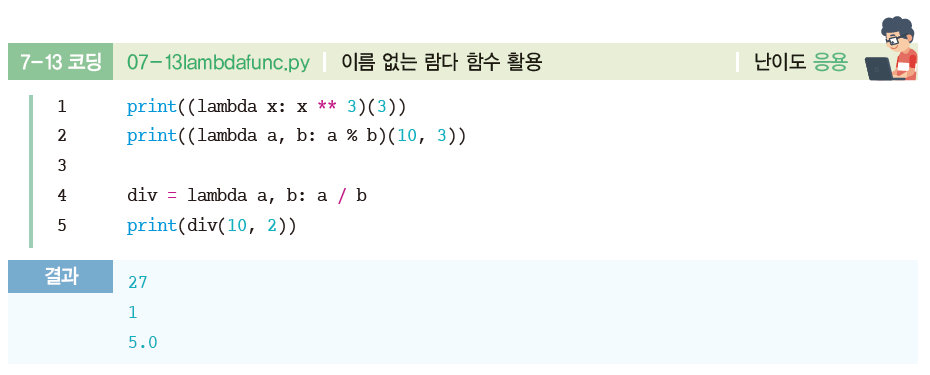 7-13 코딩 07-13lambdafunc.py 이름 없는 람다 함수 활용 난이도 응용
1 print((lambda x: x ** 3)(3))
2 print((lambda a, b: a % b)(10, 3))
3
4 div = lambda a, b: a / b
5 print(div(10, 2))
결과 27
1
5.0